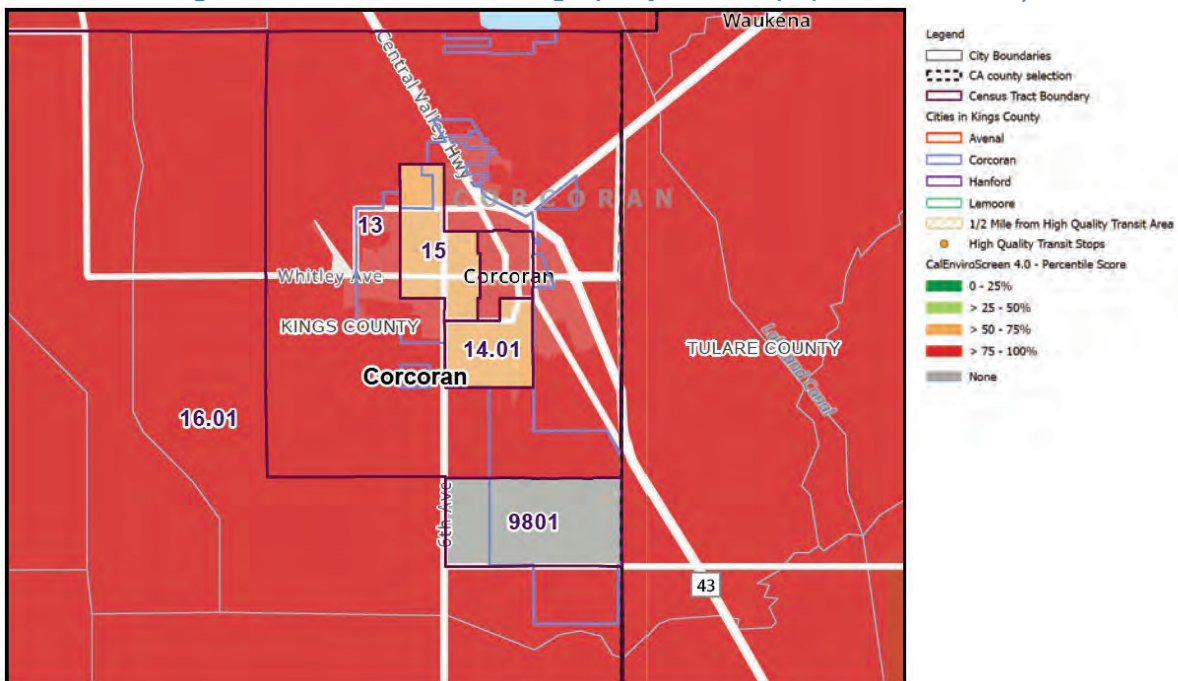 Waukena
Central Valley Hwy
CORCORAN
13
15
Whitley Ave
Corcoran
KINGS COUNTY
14.01
TULARE COUNTY
Corcoran
16.01
6th Ave
9801
43
Legend
City Boundaries
CA county selection
Census Tract Boundary
Cities in Kings County
Avenal
Corcoran
Hanford
Lemoore
1/2 Mile from High Quality Transit Area
High Quality Transit Stops
CalEnviroScreen 4.0 - Percentile Score
0 - 25%
> 25 - 50%
> 50 - 75%
> 75 - 100%
None